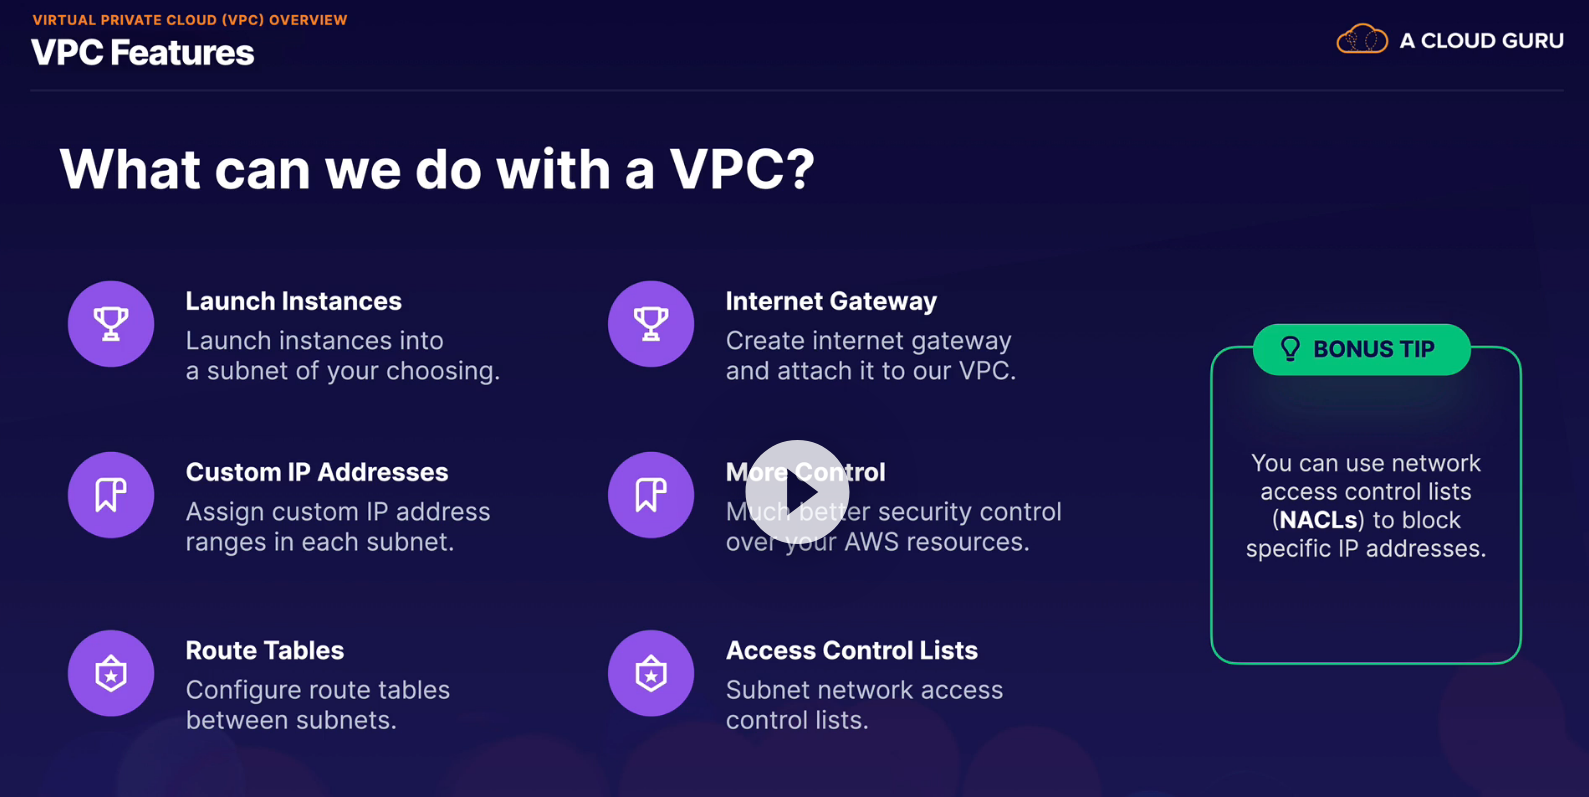 VIRTUAL PRIVATE CLOUD (VPC) OVERVIEW
VPC Features
A CLOUD GURU
What can we do with a VPC?
Launch Instances
Launch instances into
a subnet of your choosing.
Internet Gateway
Create internet gateway
and attach it to our VPC.
Custom IP Addresses
Assign custom IP address
ranges in each subnet.
More Control
Much better security control
over your AWS resources.
Route Tables
Configure route tables
between subnets.
Access Control Lists
Subnet network access
control lists.
BONUS TIP
You can use network
access control lists
(NACLs) to block
specific IP addresses.